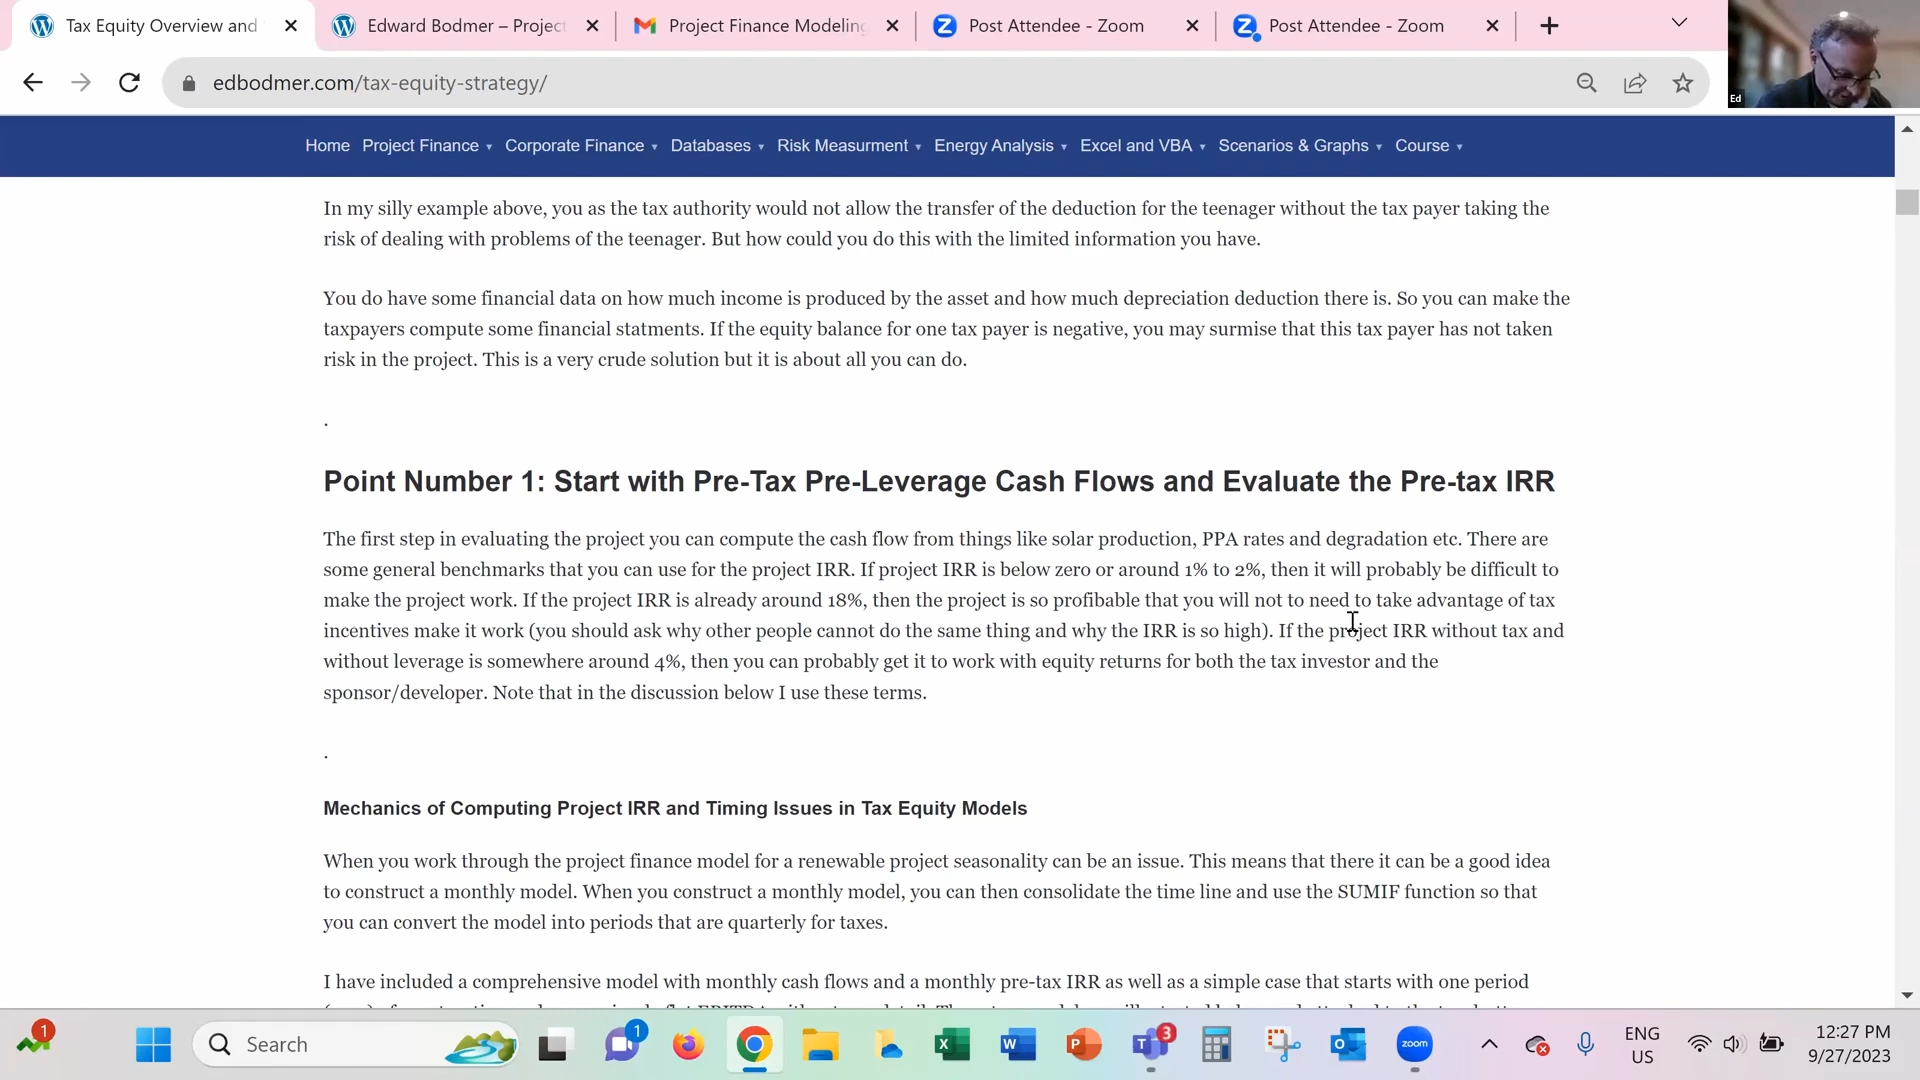 Tax Equity Overview and
Edward Bodmer – Project
Project Finance Modeling
Post Attendee - Zoom
Post Attendee - Zoom
edbodmer.com/tax-equity-strategy/
Ed
Home Project Finance Corporate Finance Databases Risk Measurment Energy Analysis Excel and VBA Scenarios & Graphs Course
In my silly example above, you as the tax authority would not allow the transfer of the deduction for the teenager without the tax payer taking the
risk of dealing with problems of the teenager. But how could you do this with the limited information you have.
You do have some financial data on how much income is produced by the asset and how much depreciation deduction there is. So you can make the
taxpayers compute some financial statments. If the equity balance for one tax payer is negative, you may surmise that this tax payer has not taken
risk in the project. This is a very crude solution but it is about all you can do.
.
Point Number 1: Start with Pre-Tax Pre-Leverage Cash Flows and Evaluate the Pre-tax IRR
The first step in evaluating the project you can compute the cash flow from things like solar production, PPA rates and degradation etc. There are
some general benchmarks that you can use for the project IRR. If project IRR is below zero or around 1% to 2%, then it will probably be difficult to
make the project work. If the project IRR is already around 18%, then the project is so profibable that you will not to need to take advantage of tax
incentives make it work (you should ask why other people cannot do the same thing and why the IRR is so high). If the project IRR without tax and
without leverage is somewhere around 4%, then you can probably get it to work with equity returns for both the tax investor and the
sponsor/developer. Note that in the discussion below I use these terms.
.
Mechanics of Computing Project IRR and Timing Issues in Tax Equity Models
When you work through the project finance model for a renewable project seasonality can be an issue. This means that there it can be a good idea
to construct a monthly model. When you construct a monthly model, you can then consolidate the time line and use the SUMIF function so that
you can convert the model into periods that are quarterly for taxes.
I have included a comprehensive model with monthly cash flows and a monthly pre-tax IRR as well as a simple case that starts with one period
1
Search
1
3
zoom
ENG
US
12:27 PM
9/27/2023